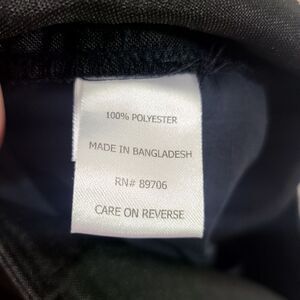 100% POLYESTER
MADE IN BANGLADESH
RN# 89706
CARE ON REVERSE